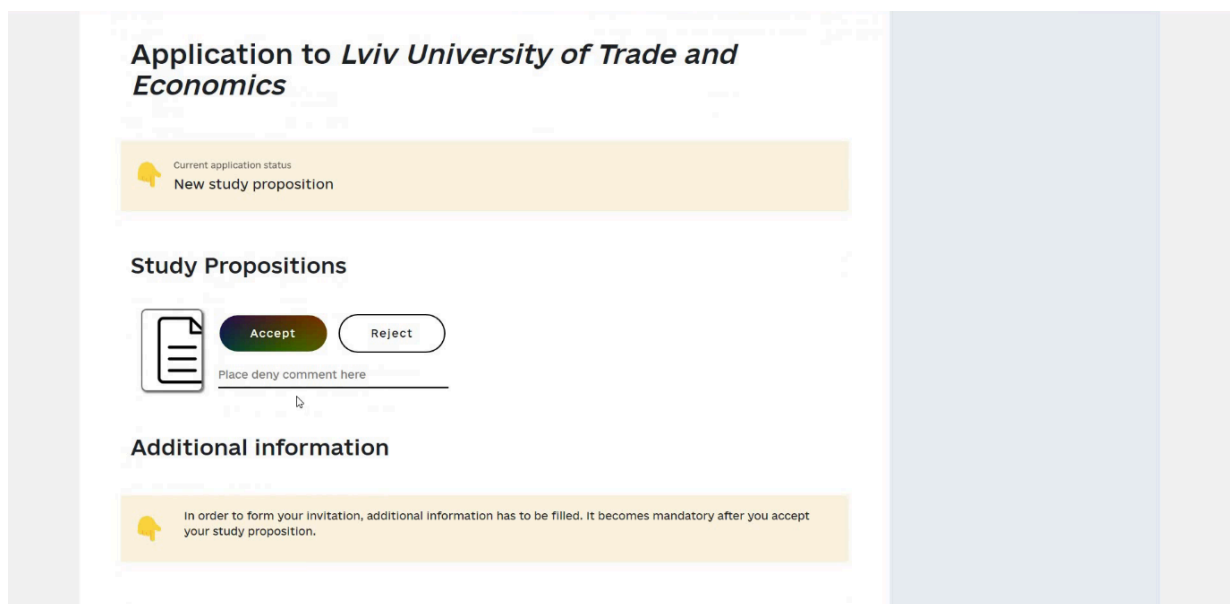 Application to Lviv University of Trade and
Economics
Current application status
New study proposition
Study Propositions
Accept
Reject
Place deny comment here
Additional information
In order to form your invitation, additional information has to be filled. It becomes mandatory after you accept
your study proposition.